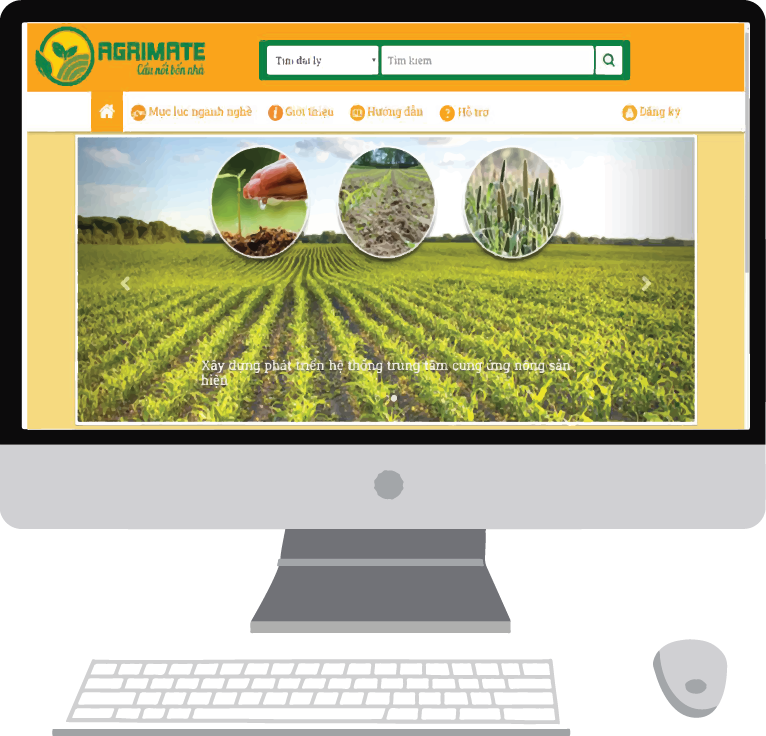 AGRIMATE
Cầu nối bốn nhà
Tìm đại lý
Tìm kiếm
Mục lục ngành nghề
Giới thiệu
Hướng dẫn
Hỗ trợ
Đăng ký
Xây dựng phát triển hệ thống trung tâm cung ứng nông sản
hiện